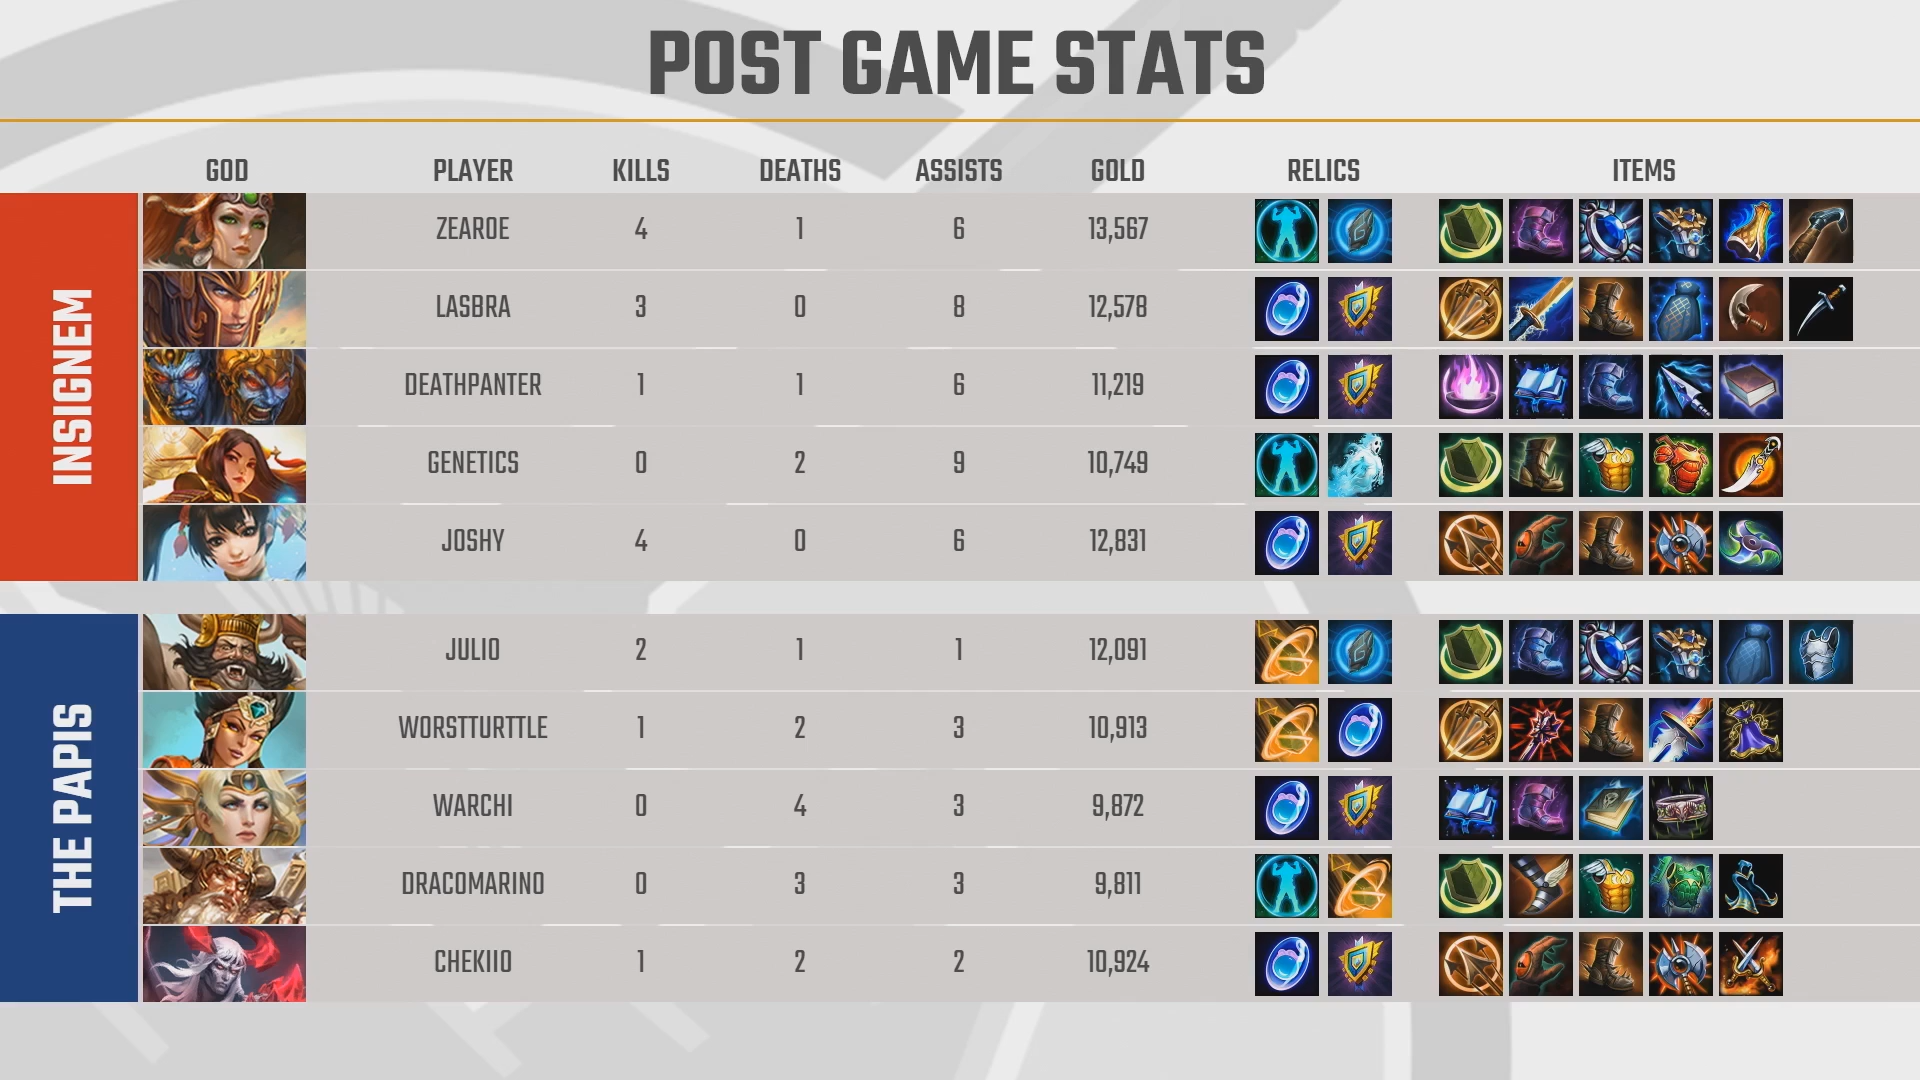 POST GAME STATS
GOD PLAYER KILLS DEATHS ASSISTS GOLD RELICS ITEMS
INSIGNEM
ZEAROE 4 1 6 13,567
LASBRA 3 0 8 12,578
DEATHPANTER 1 1 6 11,219
GENETICS 0 2 9 10,749
JOSHY 4 0 6 12,831
THE PAPIS
JULIO 2 1 1 12,091
WORSTTURTTLE 1 2 3 10,913
WARCHI 0 4 3 9,872
DRACOMARINO 0 3 3 9,811
CHEKIIO 1 2 2 10,924